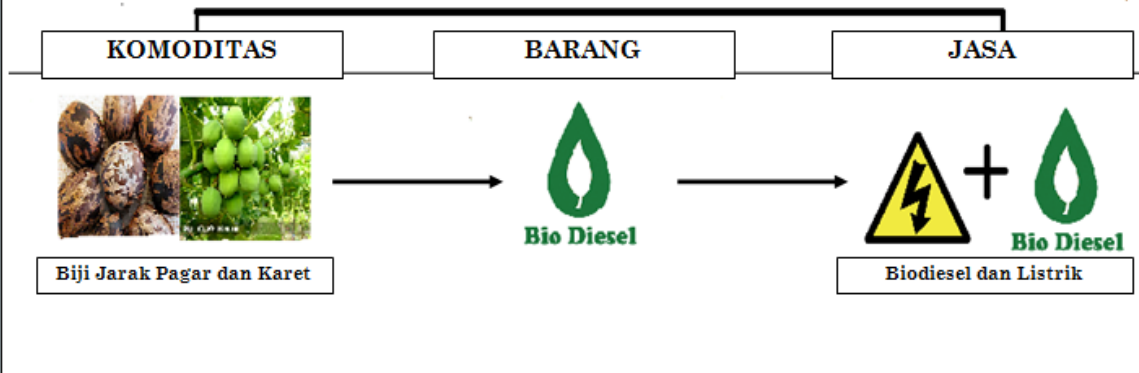 KOMODITAS
BARANG
JASA
Bio Diesel
Bio Diesel
Biji Jarak Pagar dan Karet
Biodiesel dan Listrik